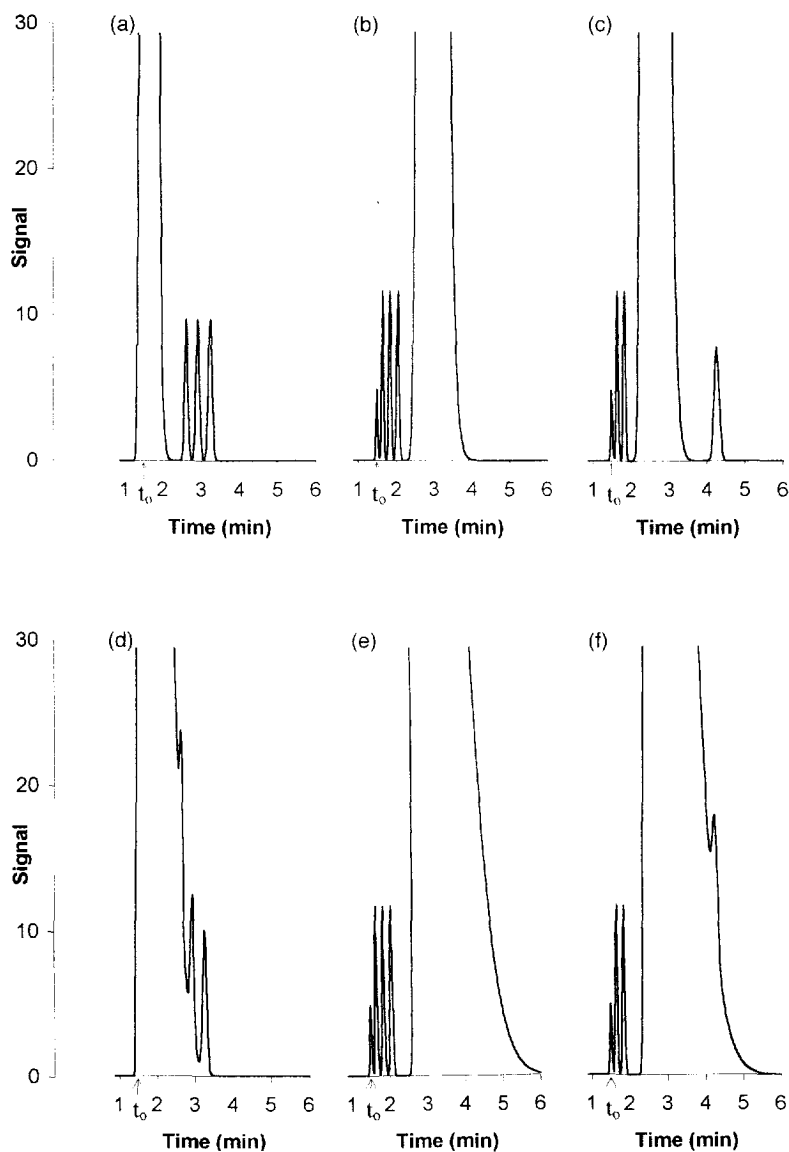 30 (a) (b) (c)
20
10
0
Signal
1 t₀ 2 3 4 5 6 1 t₀ 2 3 4 5 6 1 t₀ 2 3 4 5 6
Time (min) Time (min) Time (min)
30 (d) (e) (f)
20
10
0
Signal
1 t₀ 2 3 4 5 6 1 t₀ 2 3 4 5 6 1 t₀ 2 3 4 5 6
Time (min) Time (min) Time (min)